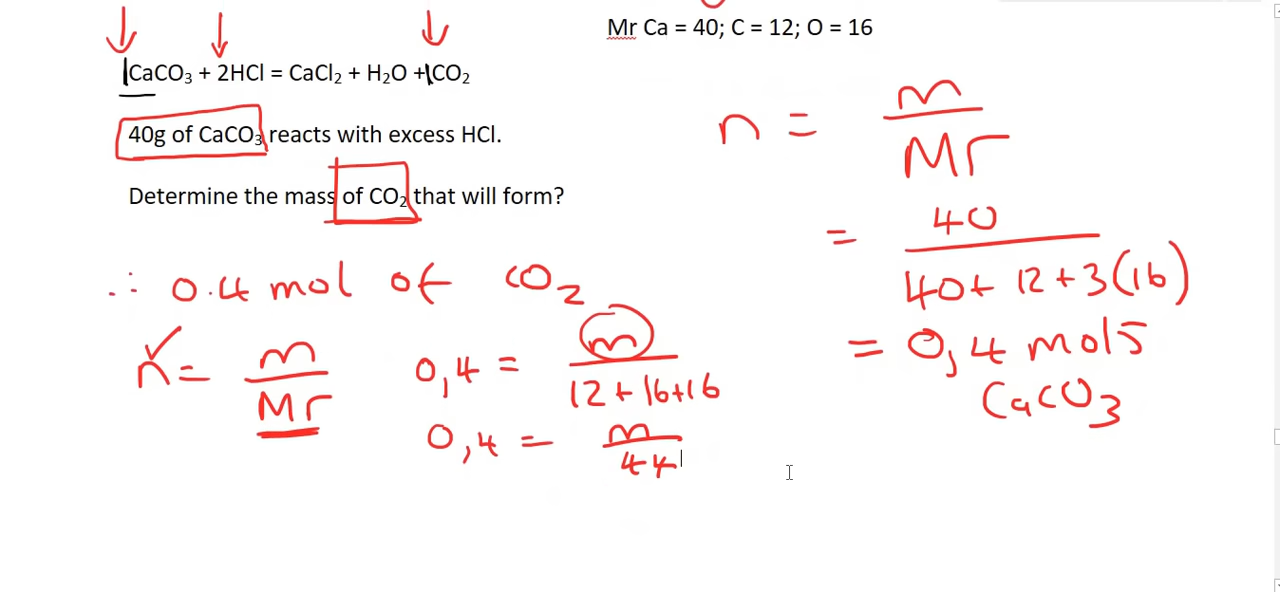 Mr Ca = 40; C = 12; O = 16
1CaCO₃ + 2HCl = CaCl₂ + H₂O +1CO₂
40g of CaCO₃ reacts with excess HCl.
Determine the mass of CO₂ that will form?
n = m/Mr
= 40/(40+ 12+3(16))
= 0,4 mols
CaCO₃
∴ 0.4 mol of CO₂
n = m/Mr
0,4 = m/(12+16+16)
0,4 = m/44